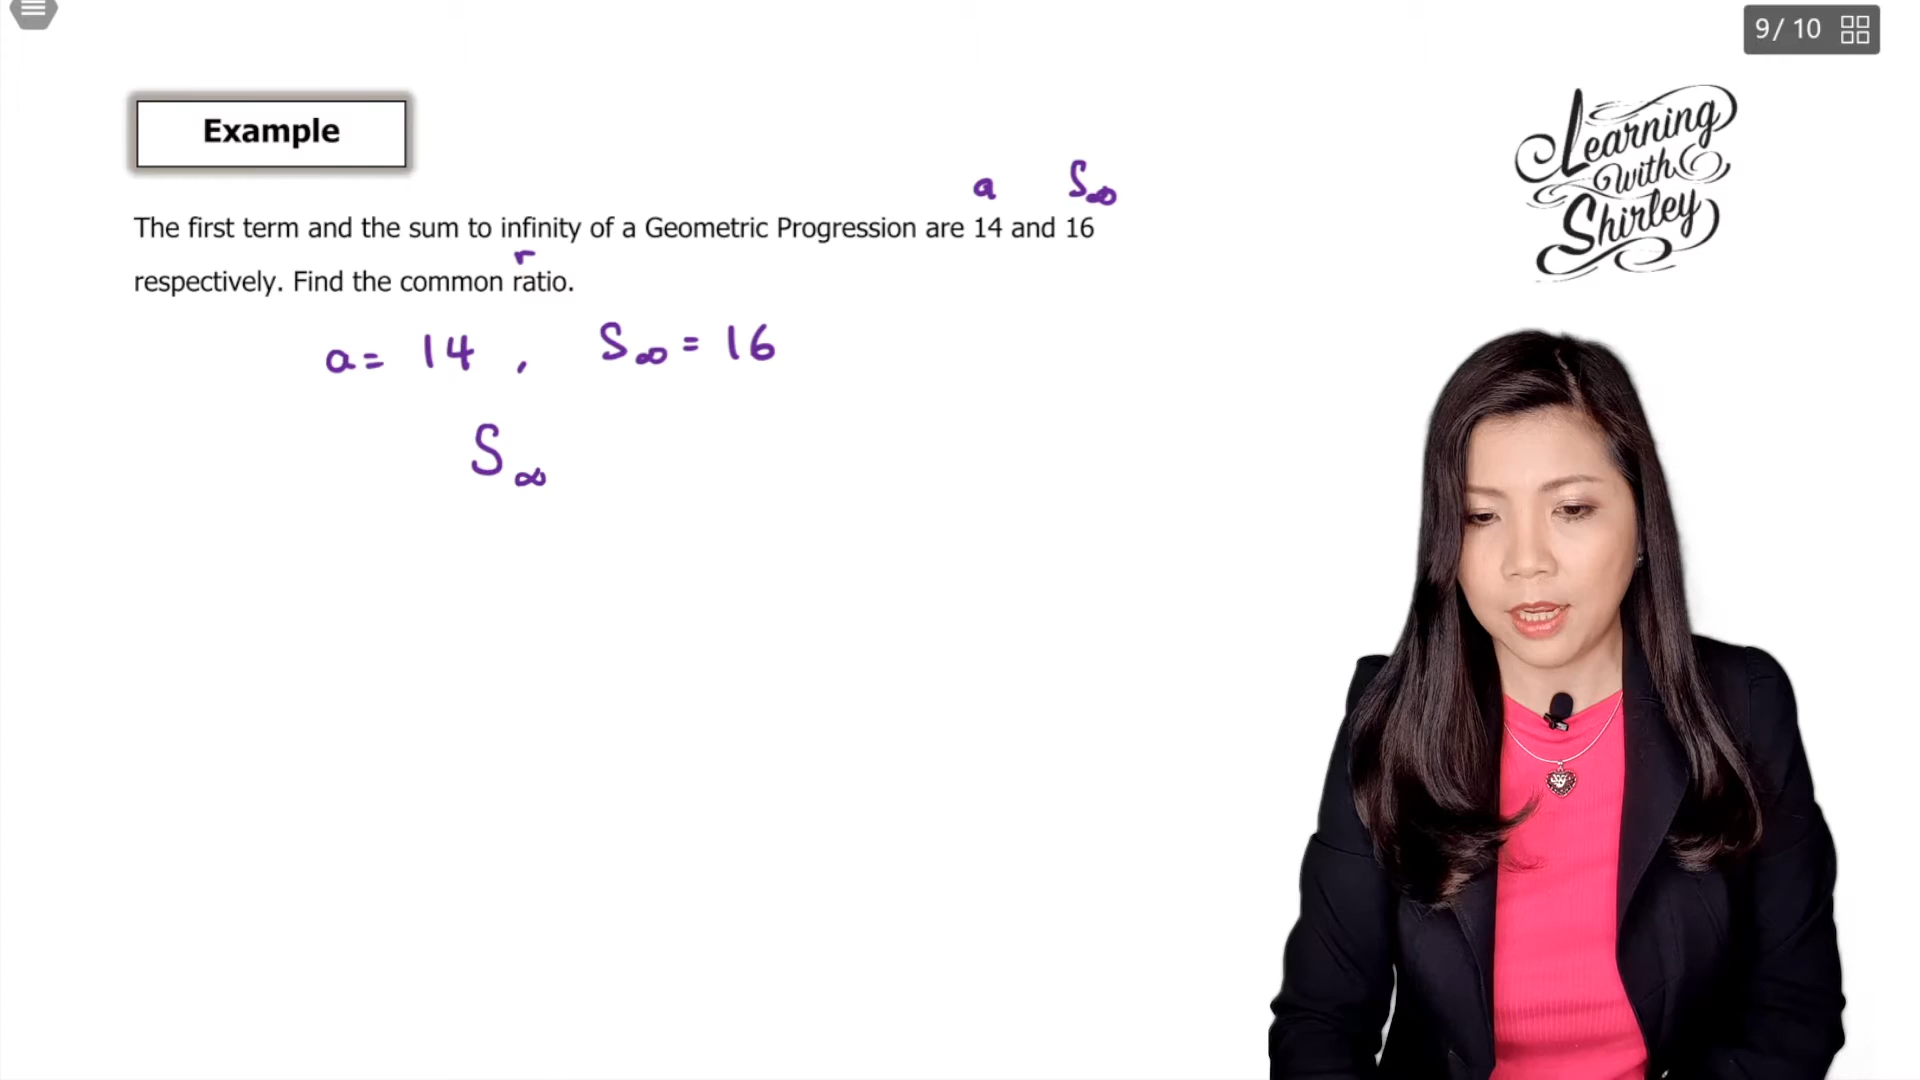 9/ 10
Example
Learning
with
Shirley
a S∞
The first term and the sum to infinity of a Geometric Progression are 14 and 16
r
respectively. Find the common ratio.
a = 14 , S∞ = 16
S∞